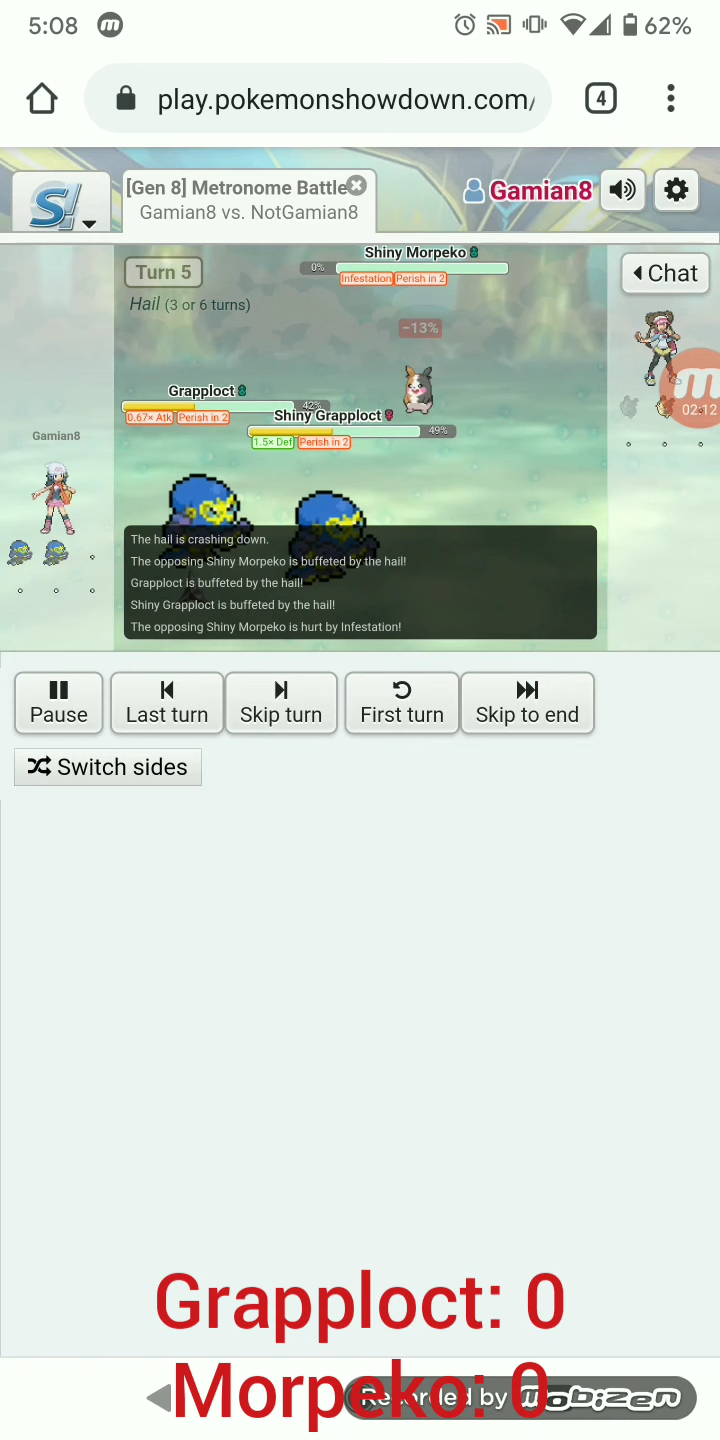 5:08
62%
play.pokemonshowdown.com/
4
[Gen 8] Metronome Battle
Gamian8 vs. NotGamian8
Gamian8
Turn 5
Hail (3 or 6 turns)
Shiny Morpeko
0%
Infestation Perish in 2
Chat
−13%
02:12
Grapploct
42%
0.67× Atk Perish in 2
Shiny Grapploct
49%
1.5× Def Perish in 2
Gamian8
The hail is crashing down.
The opposing Shiny Morpeko is buffeted by the hail!
Grapploct is buffeted by the hail!
Shiny Grapploct is buffeted by the hail!
The opposing Shiny Morpeko is hurt by Infestation!
Pause
Last turn
Skip turn
First turn
Skip to end
Switch sides
Grapploct: 0
Morpeko: 0
Recorded by mobizen